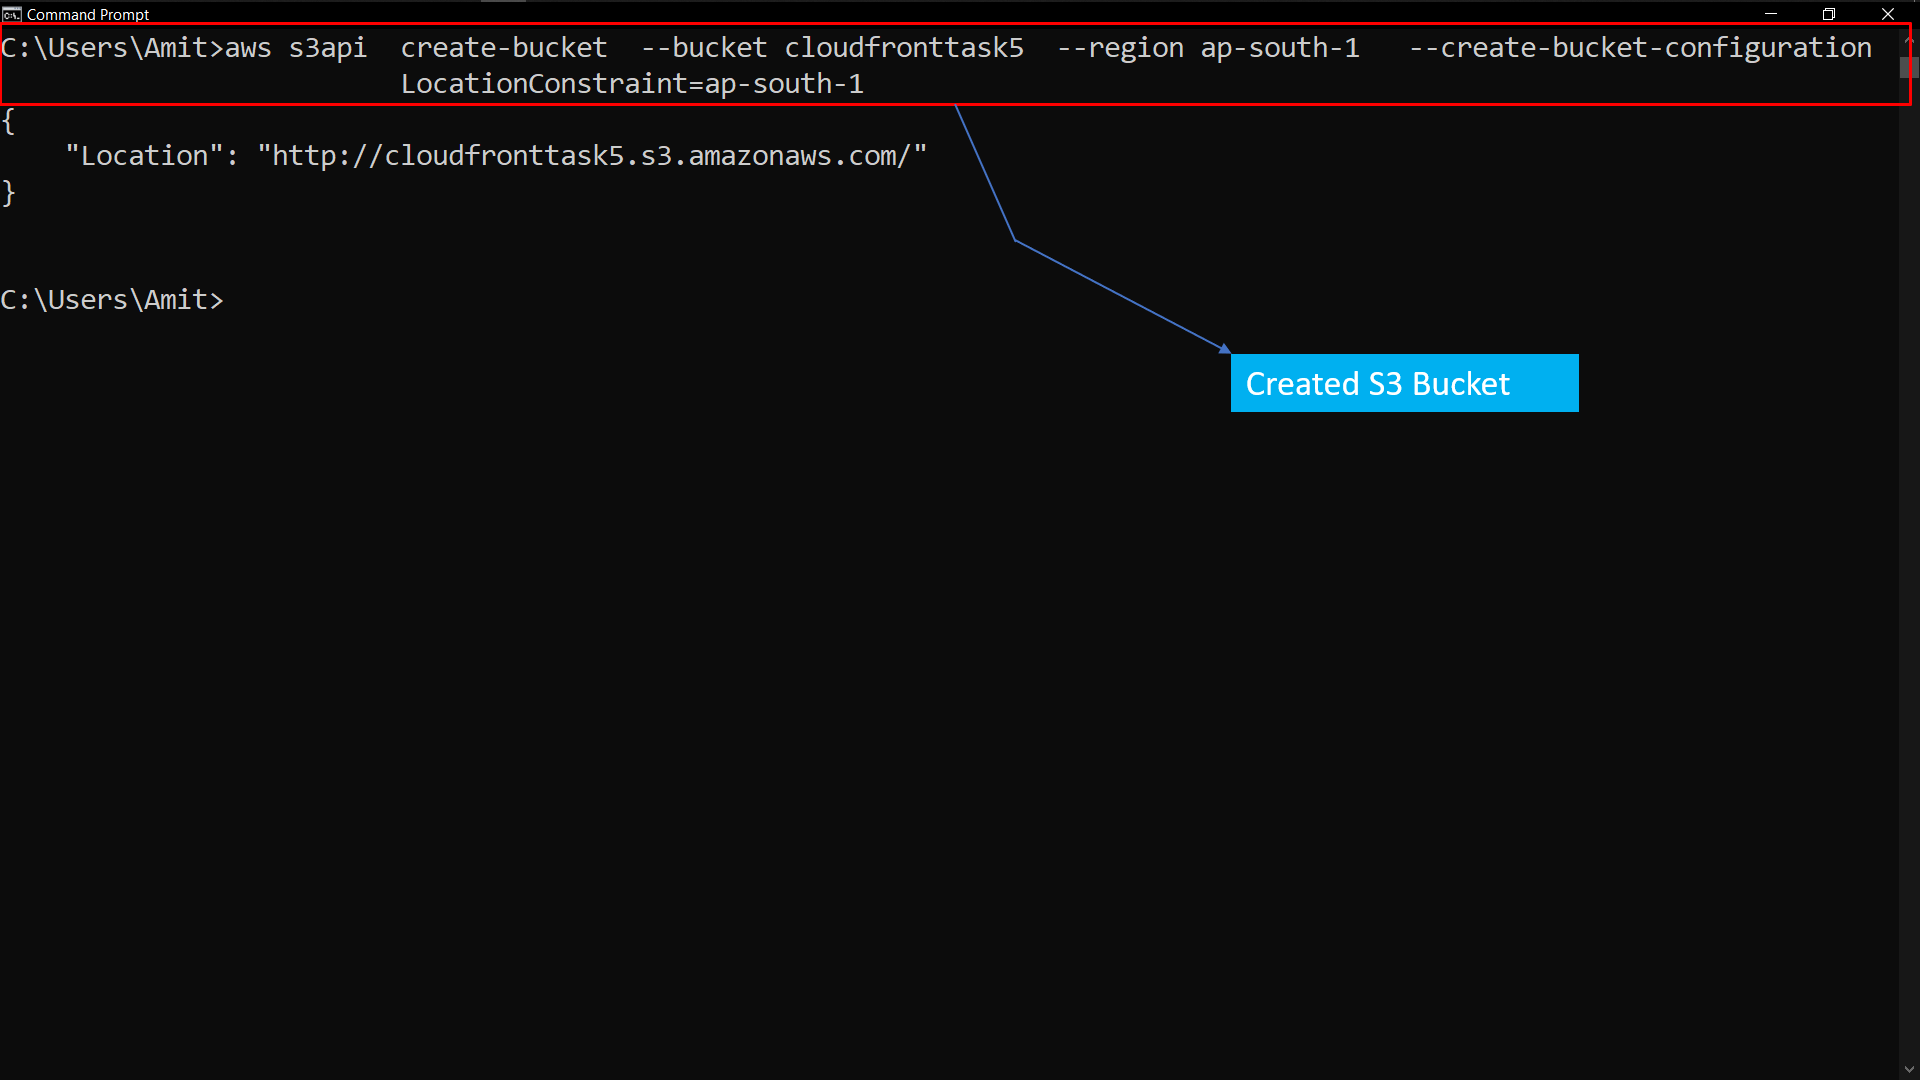 Command Prompt
C:\Users\Amit>aws s3api  create-bucket  --bucket cloudfronttask5  --region ap-south-1   --create-bucket-configuration
LocationConstraint=ap-south-1
{
    "Location": "http://cloudfronttask5.s3.amazonaws.com/"
}
C:\Users\Amit>
Created S3 Bucket